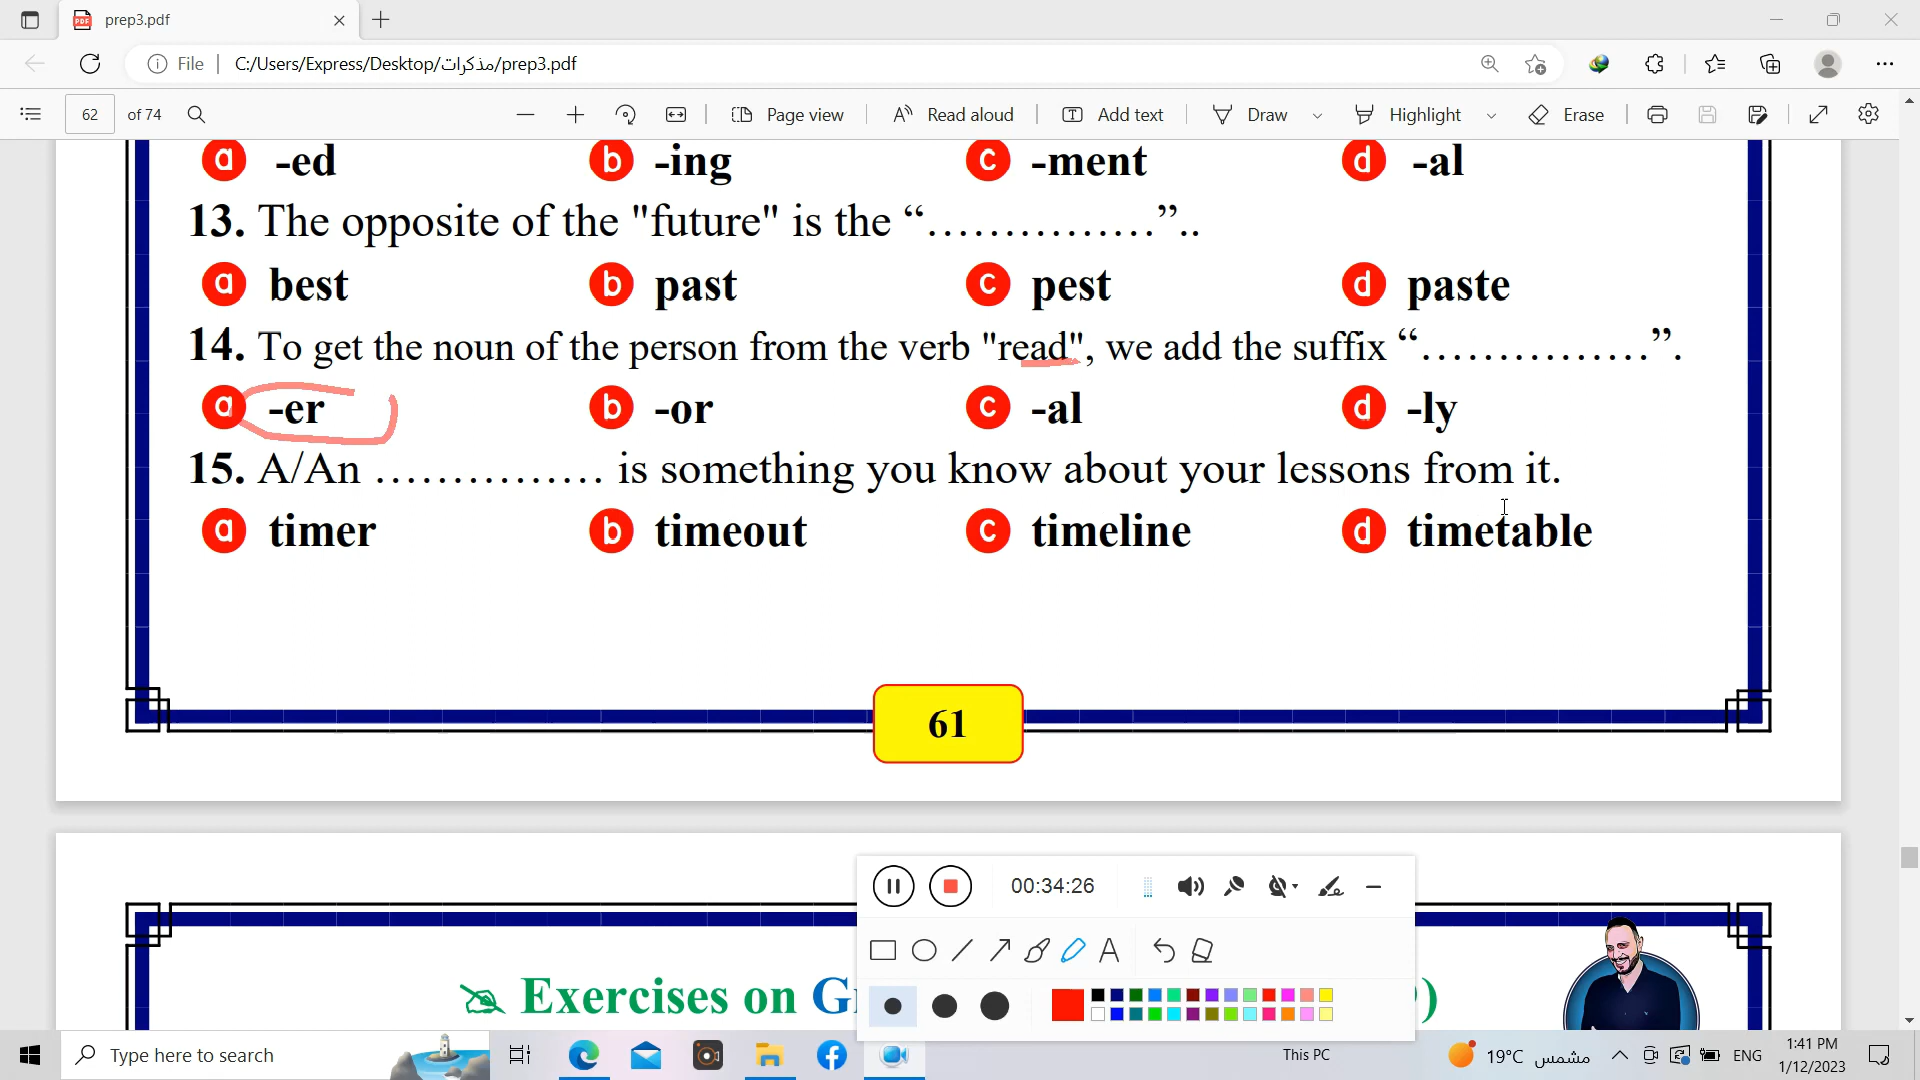 prep3.pdf
File
C:/Users/Express/Desktop/مذكرات/prep3.pdf
62 of 74
Page view
Read aloud
Add text
Draw
Highlight
Erase
a -ed b -ing c -ment d -al
13. The opposite of the "future" is the “……………”..
a best b past c pest d paste
14. To get the noun of the person from the verb "read", we add the suffix “……………”.
a -er b -or c -al d -ly
15. A/An …………… is something you know about your lessons from it.
a timer b timeout c timeline d timetable
61
00:34:26
Exercises on G
)
Type here to search
This PC
19°C مشمس
ENG
1:41 PM
1/12/2023